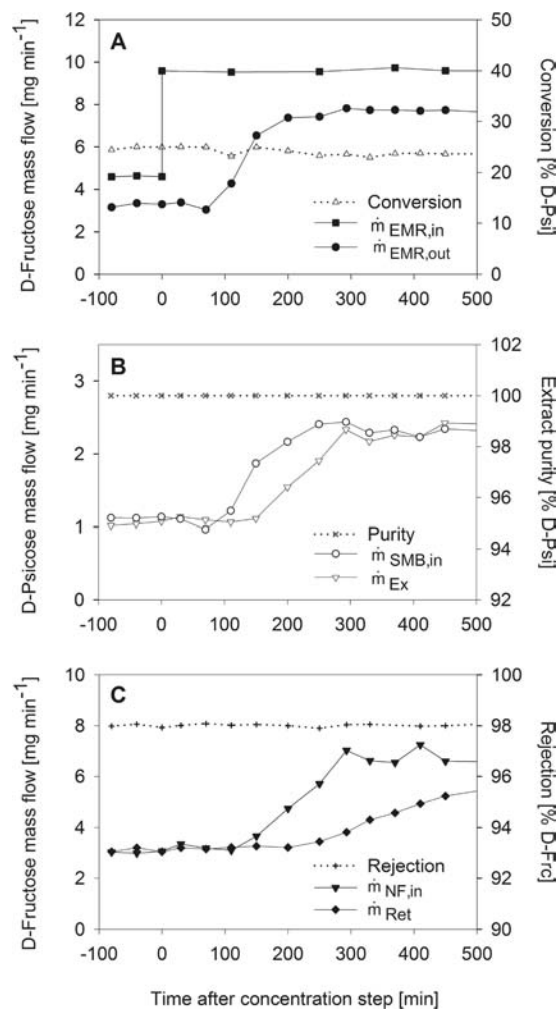 A
D-Fructose mass flow [mg min⁻¹]
12
10
8
6
4
2
0
50
40
30
20
10
0
Conversion [% D-Psi]
Conversion
ṁ EMR,in
ṁ EMR,out
-100 0 100 200 300 400 500
B
D-Psicose mass flow [mg min⁻¹]
3
2
1
0
102
100
98
96
94
92
Extract purity [% D-Psi]
Purity
ṁ SMB,in
ṁ Ex
-100 0 100 200 300 400 500
C
D-Fructose mass flow [mg min⁻¹]
10
8
6
4
2
0
100
98
96
94
92
90
Rejection [% D-Frc]
Rejection
ṁ NF,in
ṁ Ret
-100 0 100 200 300 400 500
Time after concentration step [min]